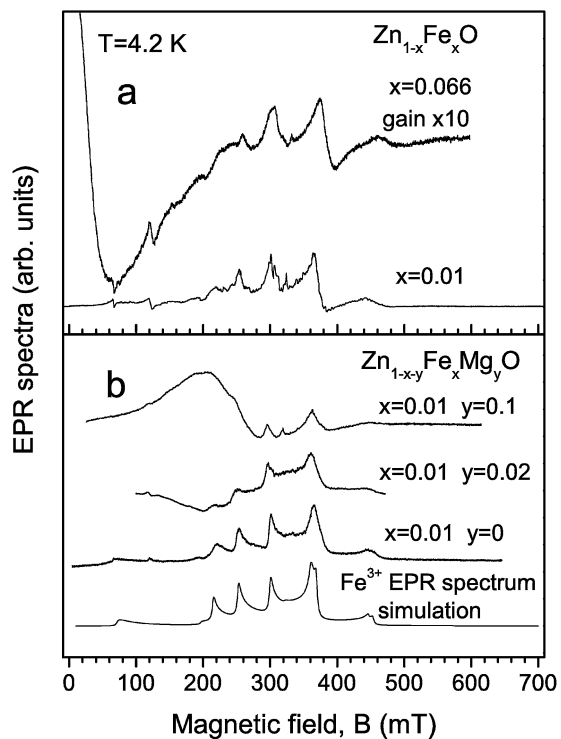 T=4.2 K
Zn1-xFexO
a
x=0.066
gain x10
x=0.01
EPR spectra (arb. units)
b
Zn1-x-yFexMgyO
x=0.01 y=0.1
x=0.01 y=0.02
x=0.01 y=0
Fe3+ EPR spectrum
simulation
0 100 200 300 400 500 600 700
Magnetic field, B (mT)